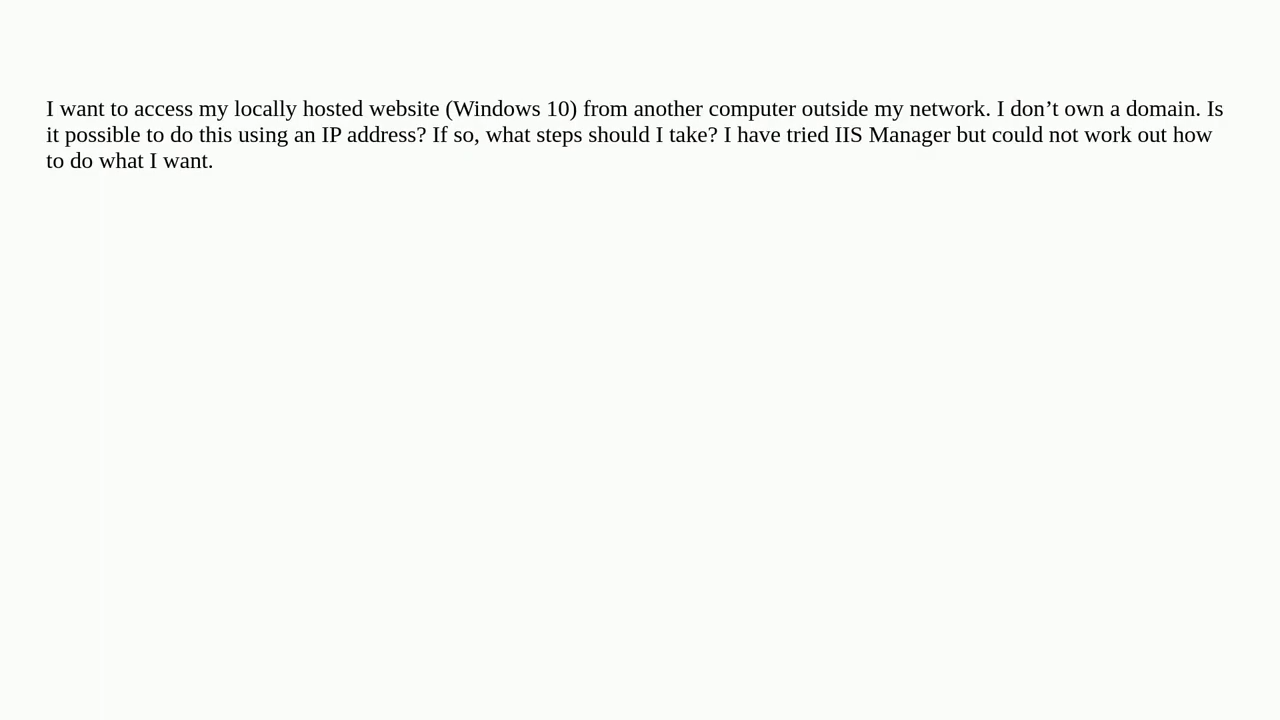 I want to access my locally hosted website (Windows 10) from another computer outside my network. I don’t own a domain. Is
it possible to do this using an IP address? If so, what steps should I take? I have tried IIS Manager but could not work out how
to do what I want.